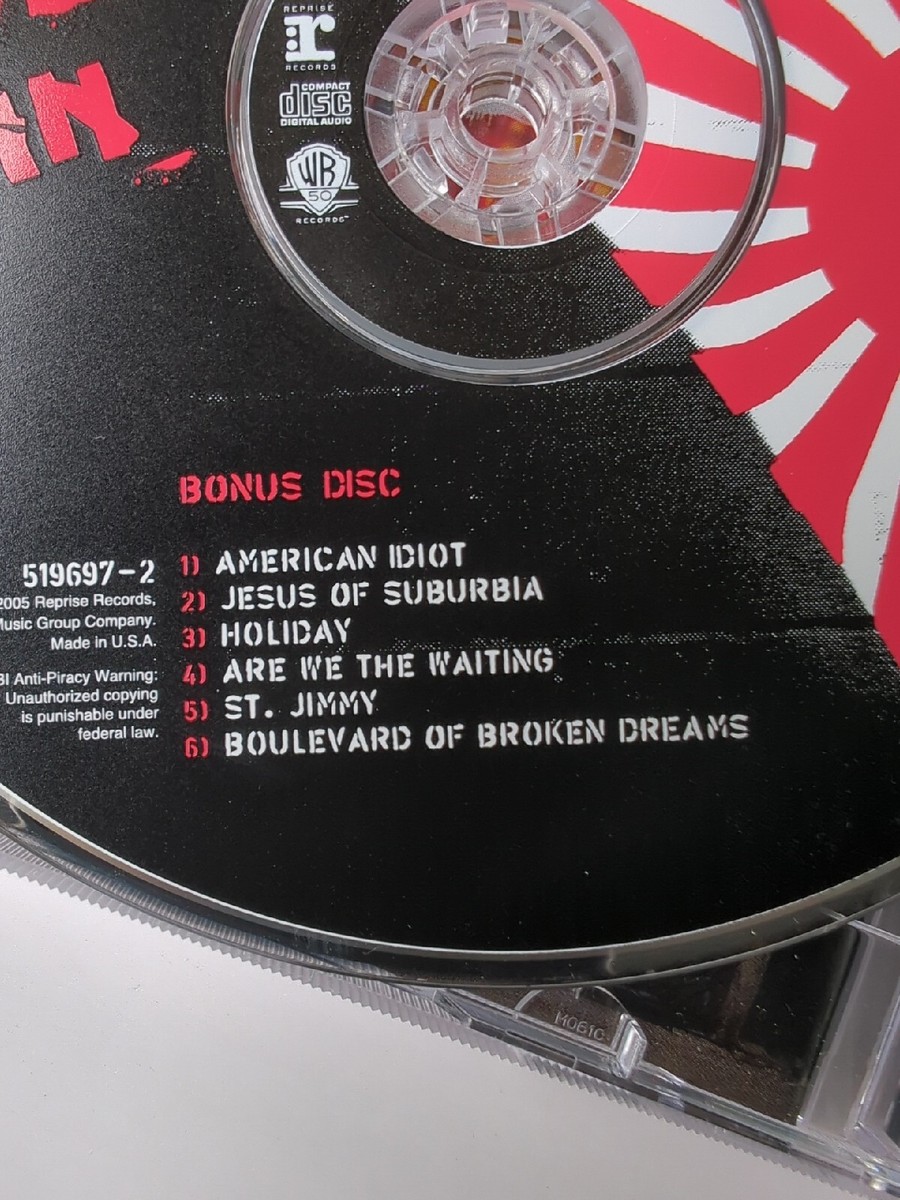 REPRISE
r
RECORDS
COMPACT
disc
DIGITAL AUDIO
WB
50
RECORDS™
BONUS DISC
519697-2
2005 Reprise Records,
Music Group Company.
Made in U.S.A.
Anti-Piracy Warning:
Unauthorized copying
is punishable under
federal law.
1) AMERICAN IDIOT
2) JESUS OF SUBURBIA
3) HOLIDAY
4) ARE WE THE WAITING
5) ST. JIMMY
6) BOULEVARD OF BROKEN DREAMS
M061C